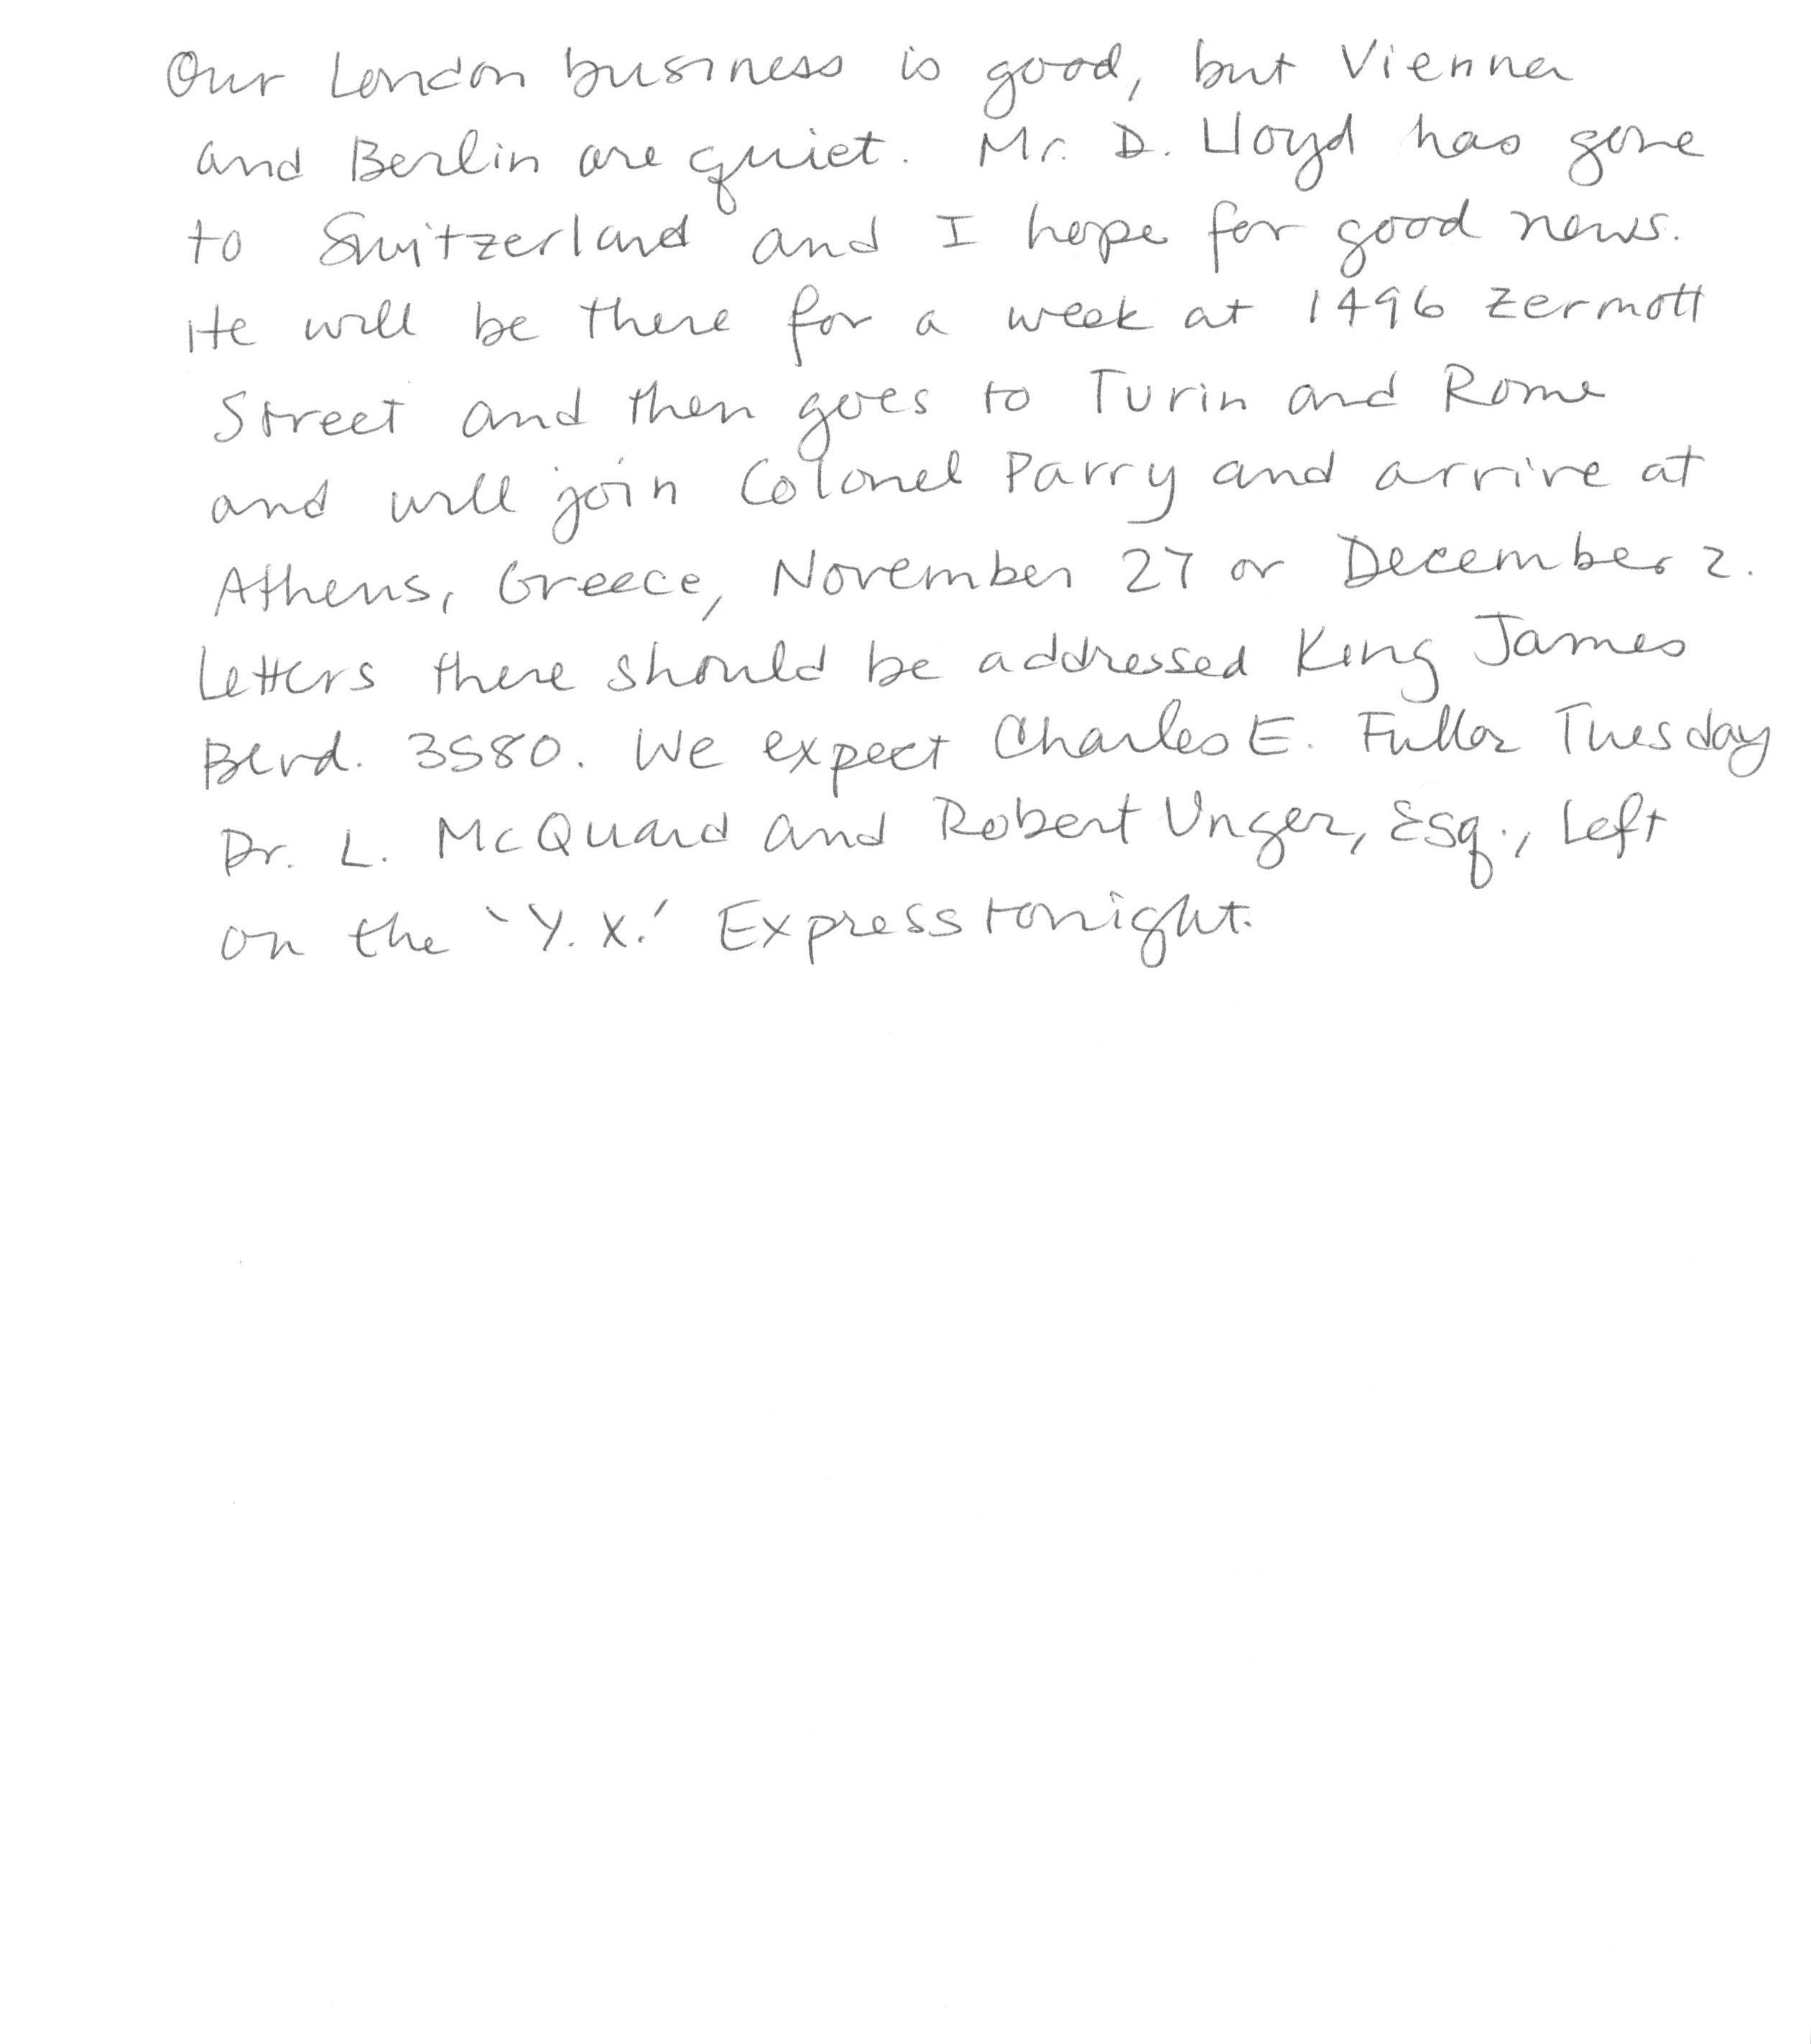 Our London business is good, but Vienna
and Berlin are quiet. Mr. D. Lloyd has gone
to Switzerland and I hope for good news.
He will be there for a week at 1496 Zermott
Street and then goes to Turin and Rome
and will join Colonel Parry and arrive at
Athens, Greece, November 27 or December 2.
Letters there should be addressed King James
Blvd. 3580. We expect Charles E. Fuller Tuesday
Dr. L. McQuaid and Robert Unger, Esq., left
on the 'Y.X.' Express tonight.